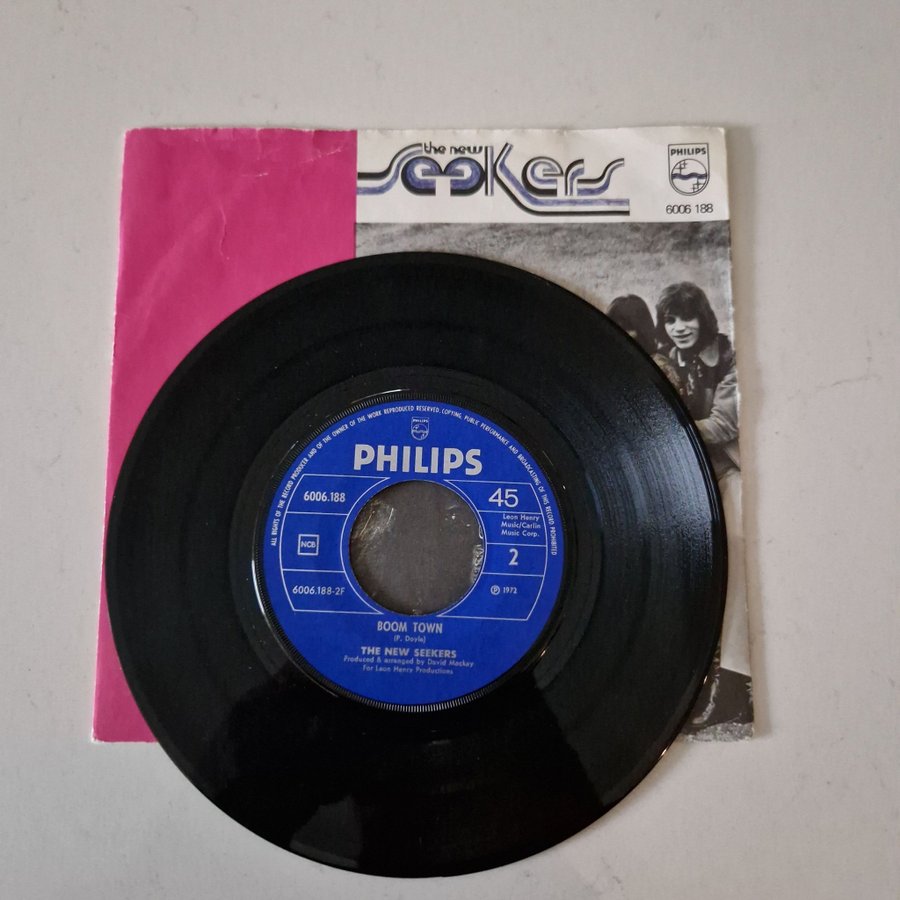 the new
seekers
PHILIPS
6006 188
ALL RIGHTS OF THE RECORD PRODUCER AND OF THE OWNER OF THE WORK REPRODUCED RESERVED. COPYING, PUBLIC PERFORMANCE AND BROADCASTING OF THIS RECORD PROHIBITED
PHILIPS
PHILIPS
6006.188
45
Leon Henry
Music/Carlin
Music Corp.
NCB
2
6006.188-2F
℗ 1972
BOOM TOWN
(P. Doyle)
THE NEW SEEKERS
Produced & arranged by David Mackay
For Leon Henry Productions